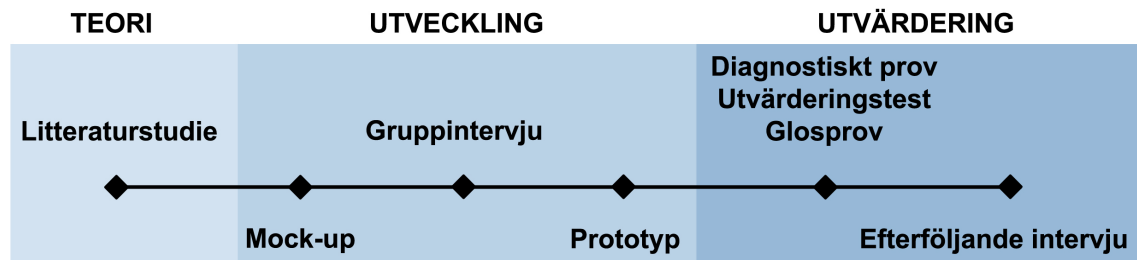 TEORI
UTVECKLING
UTVÄRDERING
Litteraturstudie
Gruppintervju
Diagnostiskt prov
Utvärderingstest
Glosprov
Mock-up
Prototyp
Efterföljande intervju